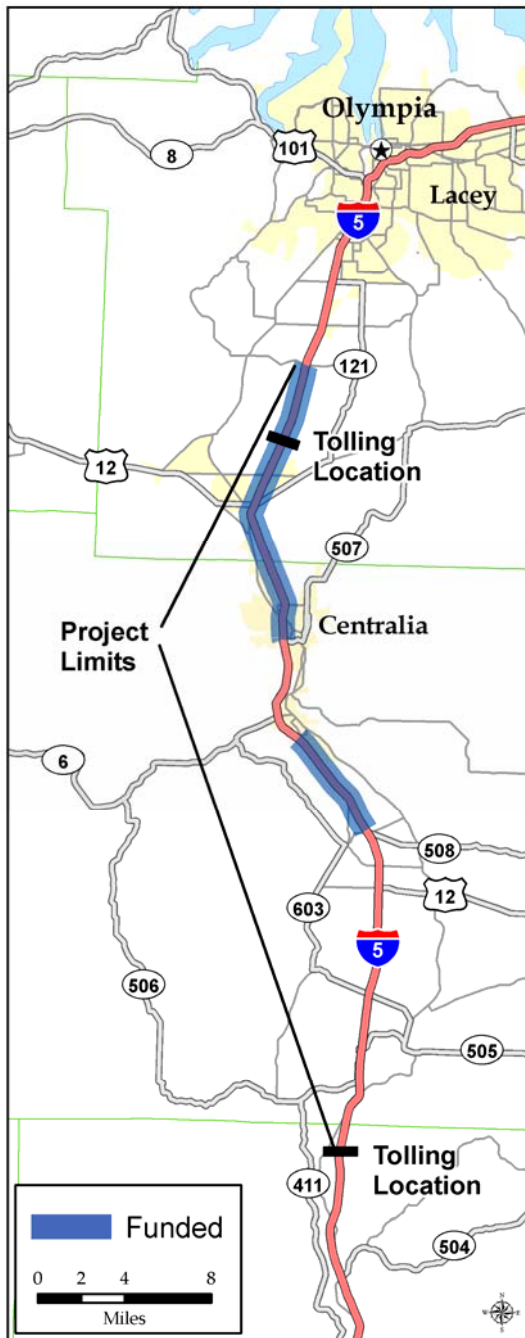 Olympia
101
8
Lacey
5
121
Tolling
Location
12
507
Centralia
Project
Limits
6
508
12
603
5
506
505
Tolling
Location
411
504
Funded
0 2 4 8
Miles
N
W E
S